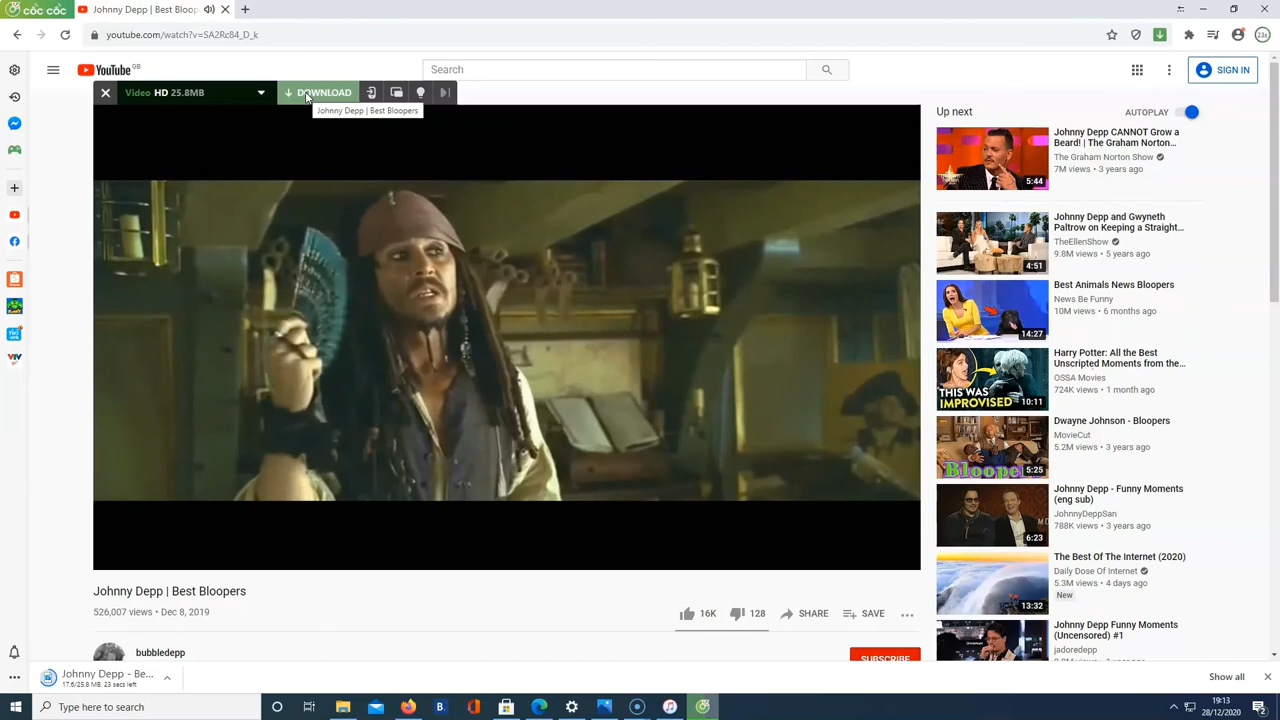 cốc cốc
Johnny Depp | Best Bloop
youtube.com/watch?v=SA2Rc84_D_k
YouTube GB
Search
SIGN IN
Video HD 25.8MB
DOWNLOAD
Johnny Depp | Best Bloopers
Up next
AUTOPLAY
Johnny Depp CANNOT Grow a
Beard! | The Graham Norton...
The Graham Norton Show
7M views • 3 years ago
5:44
Johnny Depp and Gwyneth
Paltrow on Keeping a Straight...
TheEllenShow
9.8M views • 5 years ago
4:51
Best Animals News Bloopers
News Be Funny
10M views • 6 months ago
14:27
Harry Potter: All the Best
Unscripted Moments from the...
OSSA Movies
724K views • 1 month ago
THIS WAS
IMPROVISED
10:11
Dwayne Johnson - Bloopers
MovieCut
5.2M views • 3 years ago
Bloope
5:25
Johnny Depp - Funny Moments
(eng sub)
JohnnyDeppSan
788K views • 3 years ago
6:23
The Best Of The Internet (2020)
Daily Dose Of Internet
5.3M views • 4 days ago
New
13:32
Johnny Depp Funny Moments
(Uncensored) #1
jadoredepp
Johnny Depp | Best Bloopers
526,007 views • Dec 8, 2019
16K
128
SHARE
SAVE
bubbledepp
SUBSCRIBE
Johnny Depp - Be...
17.6/25.8 MB, 23 secs left
Show all
Type here to search
19:13
28/12/2020